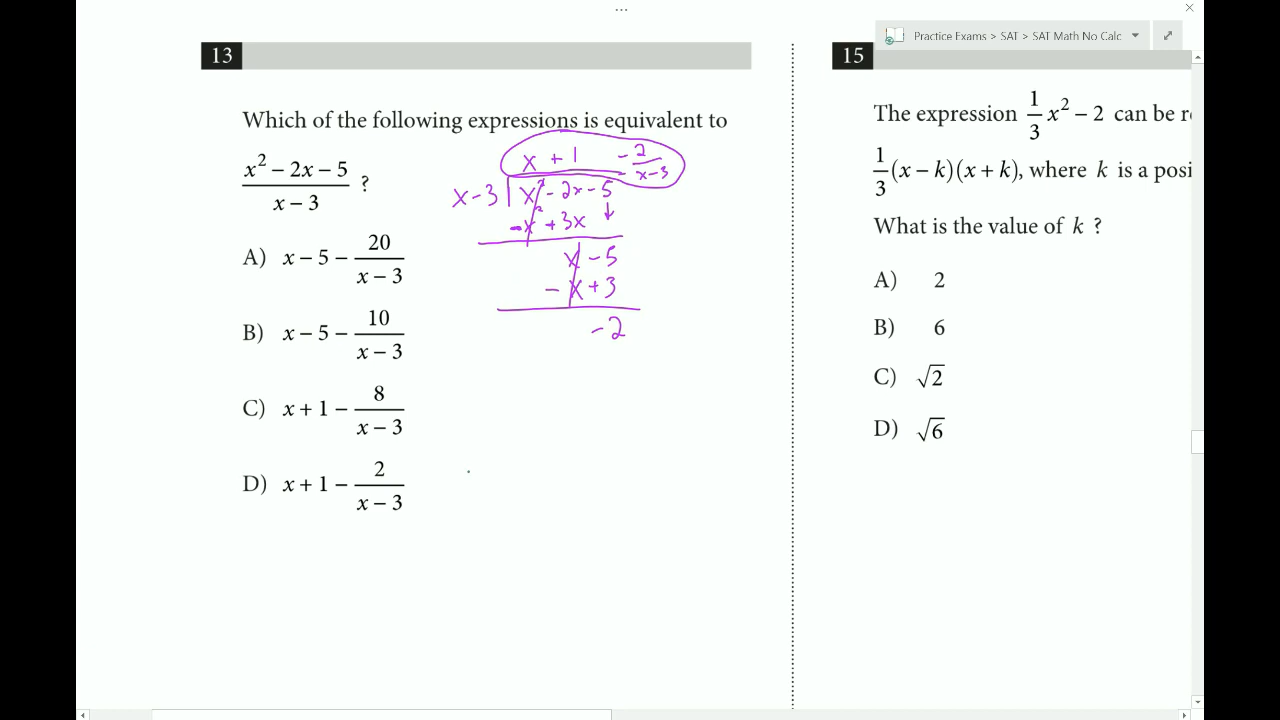 ...
Practice Exams > SAT > SAT Math No Calc
13
Which of the following expressions is equivalent to
x² − 2x − 5
x − 3
?
A) x − 5 − 20/(x − 3)
B) x − 5 − 10/(x − 3)
C) x + 1 − 8/(x − 3)
D) x + 1 − 2/(x − 3)
x + 1 − 2/(x−3)
x − 3 x² − 2x − 5
−x² + 3x
x − 5
− x + 3
−2
15
The expression 1/3 x² − 2 can be r
1/3 (x − k)(x + k), where k is a posi
What is the value of k ?
A) 2
B) 6
C) √2
D) √6